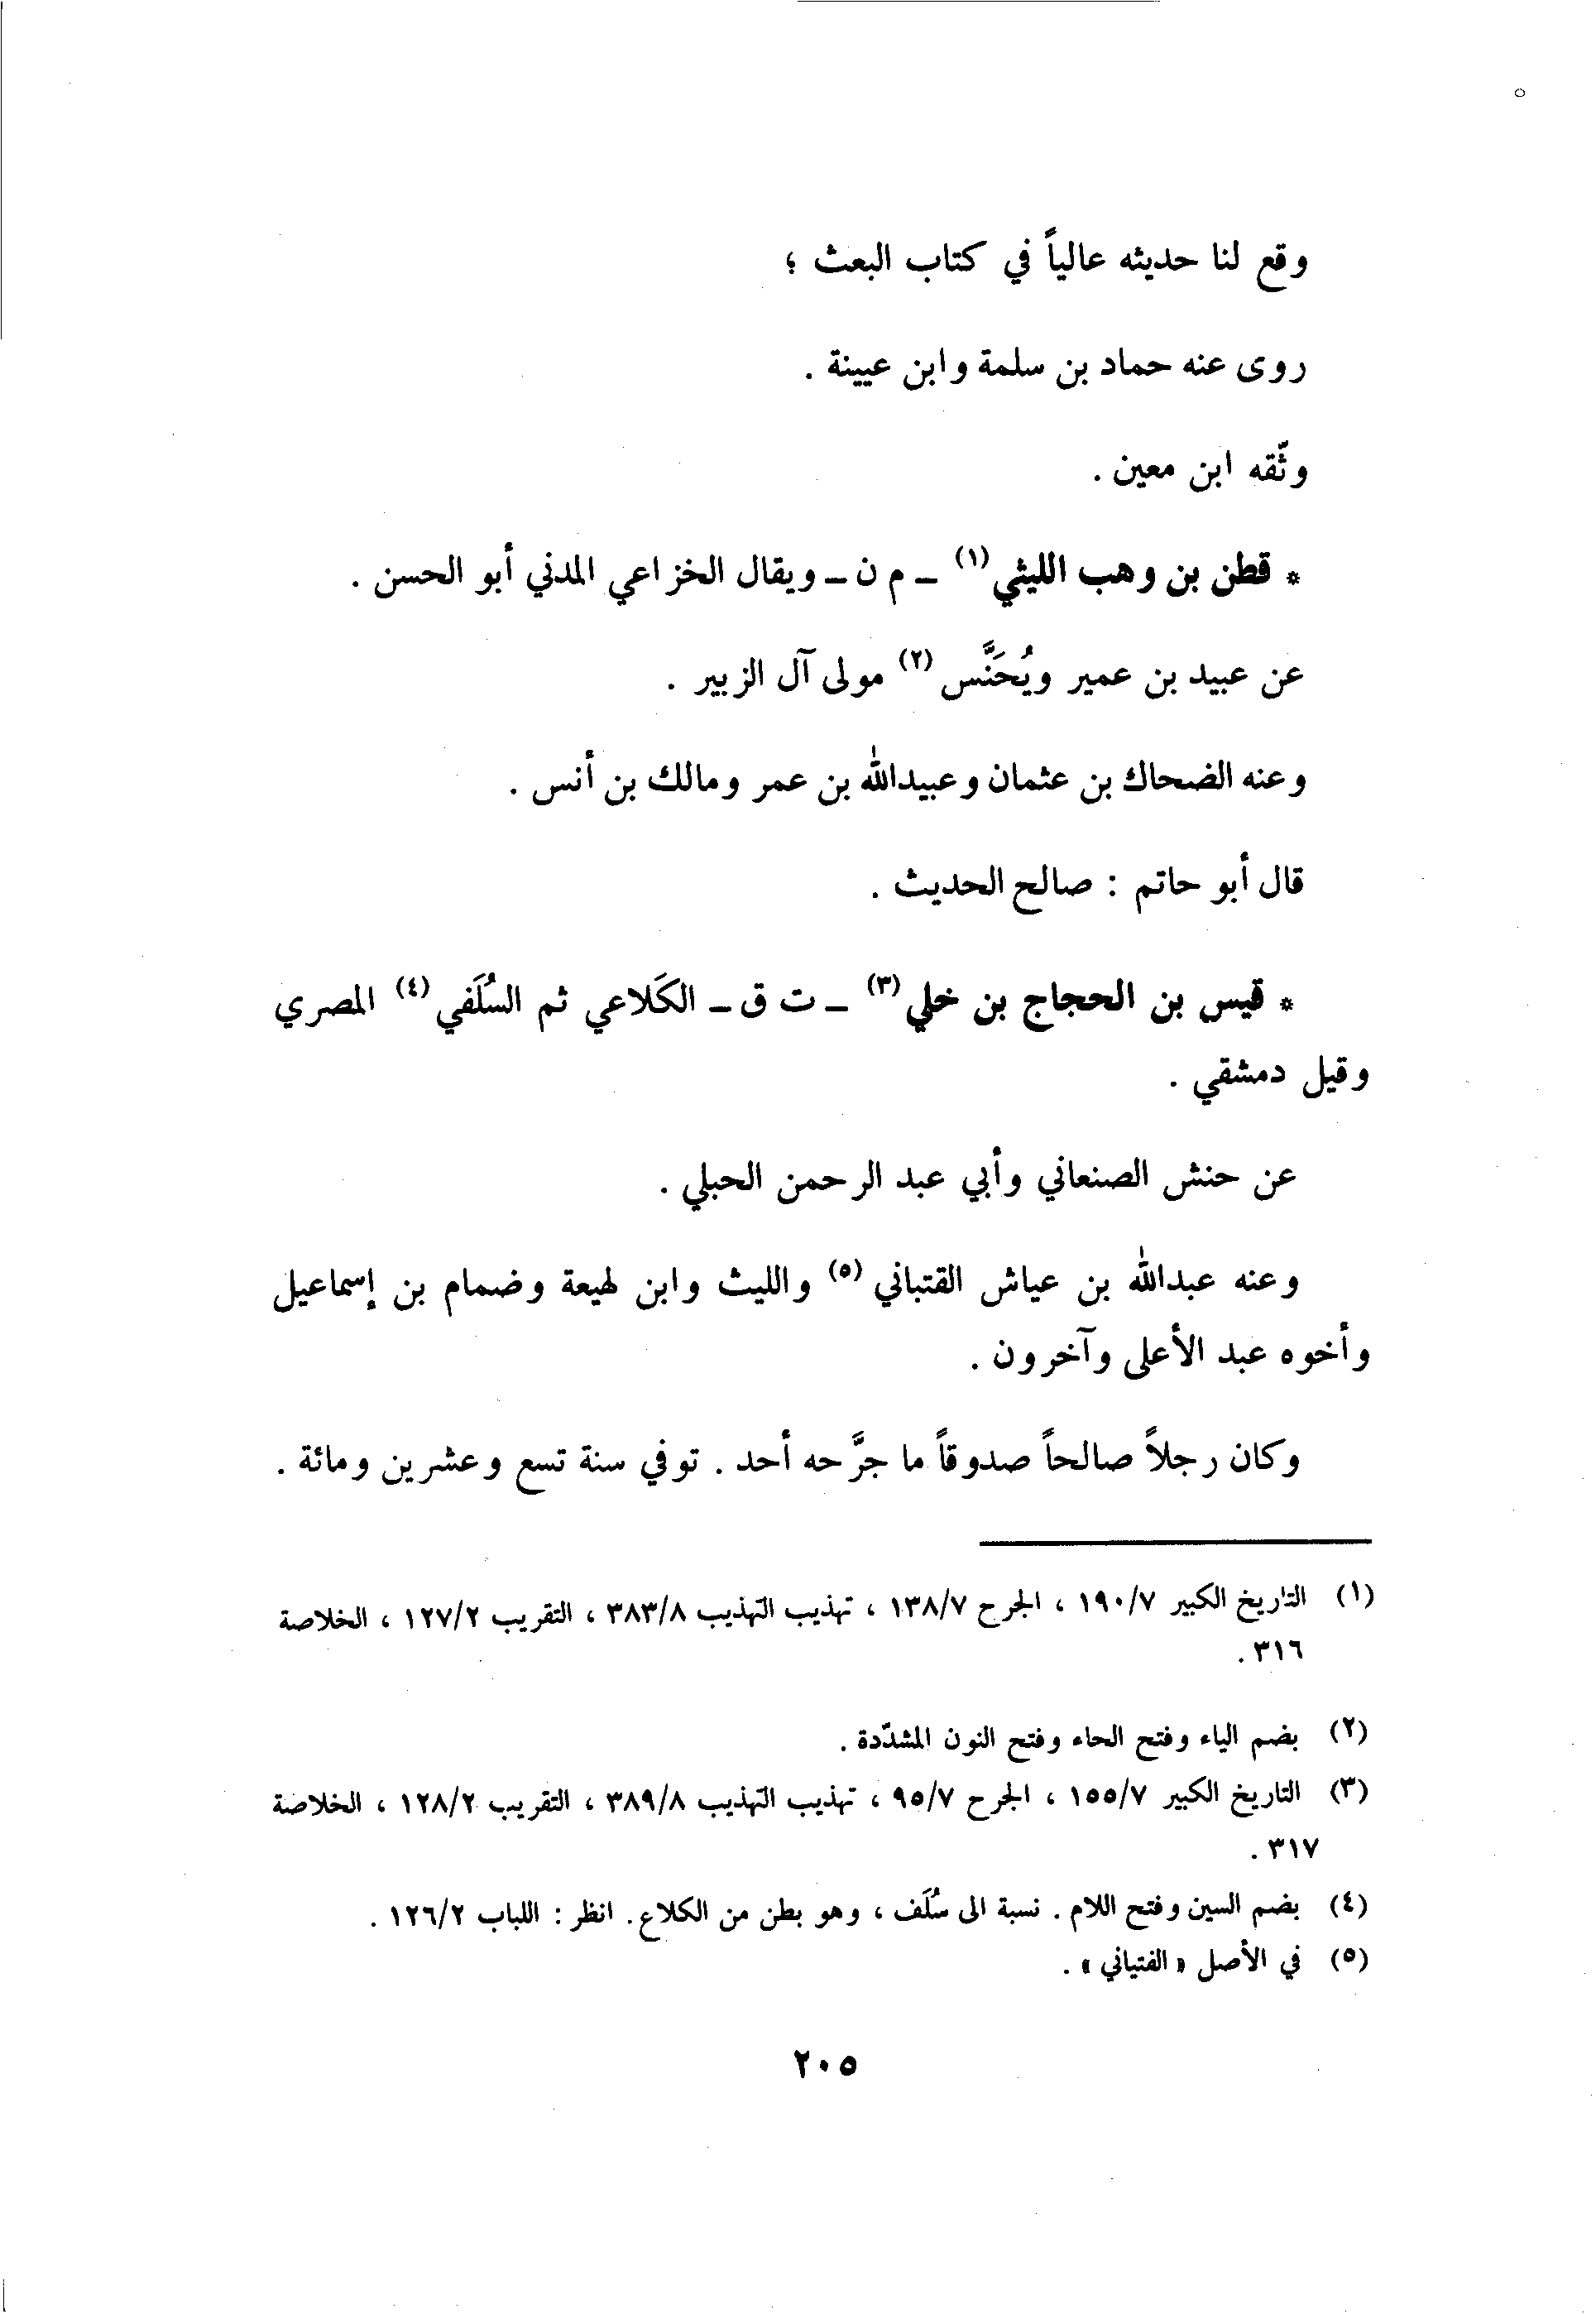 وقع لنا حديثه عالياً في كتاب البعث ؛
روى عنه حماد بن سلمة وابن عيينة .
وثّقه ابن معين .
* قطن بن وهب الليثي (١) ـ م ن ـ ويقال الخزاعي المدني أبو الحسن .
عن عبيد بن عمير ويُحَنَّس (٢) مولى آل الزبير .
وعنه الضحاك بن عثمان وعبيدالله بن عمر ومالك بن أنس .
قال أبو حاتم : صالح الحديث .
* قيس بن الحجاج بن خلي (٣) ـ ت ق ـ الكَلاعي ثم السُلَفي (٤) المصري
وقيل دمشقي .
عن حنش الصنعاني وأبي عبد الرحمن الحبلي .
وعنه عبدالله بن عياش القتباني (٥) والليث وابن لهيعة وضمام بن إسماعيل
وأخوه عبد الأعلى وآخرون .
وكان رجلاً صالحاً صدوقاً ما جرَّحه أحد . توفي سنة تسع وعشرين ومائة .
(١) التاريخ الكبير ١٩٠/٧ ، الجرح ١٣٨/٧ ، تهذيب التهذيب ٣٨٣/٨ ، التقريب ١٢٧/٢ ، الخلاصة
٣١٦ .
(٢) بضم الياء وفتح الحاء وفتح النون المشدّدة .
(٣) التاريخ الكبير ١٥٥/٧ ، الجرح ٩٥/٧ ، تهذيب التهذيب ٣٨٩/٨ ، التقريب ١٢٨/٢ ، الخلاصة
٣١٧ .
(٤) بضم السين وفتح اللام . نسبة الى سُلَف ، وهو بطن من الكلاع . انظر : اللباب ١٢٦/٢ .
(٥) في الأصل « الفتياني » .
٢٠٥